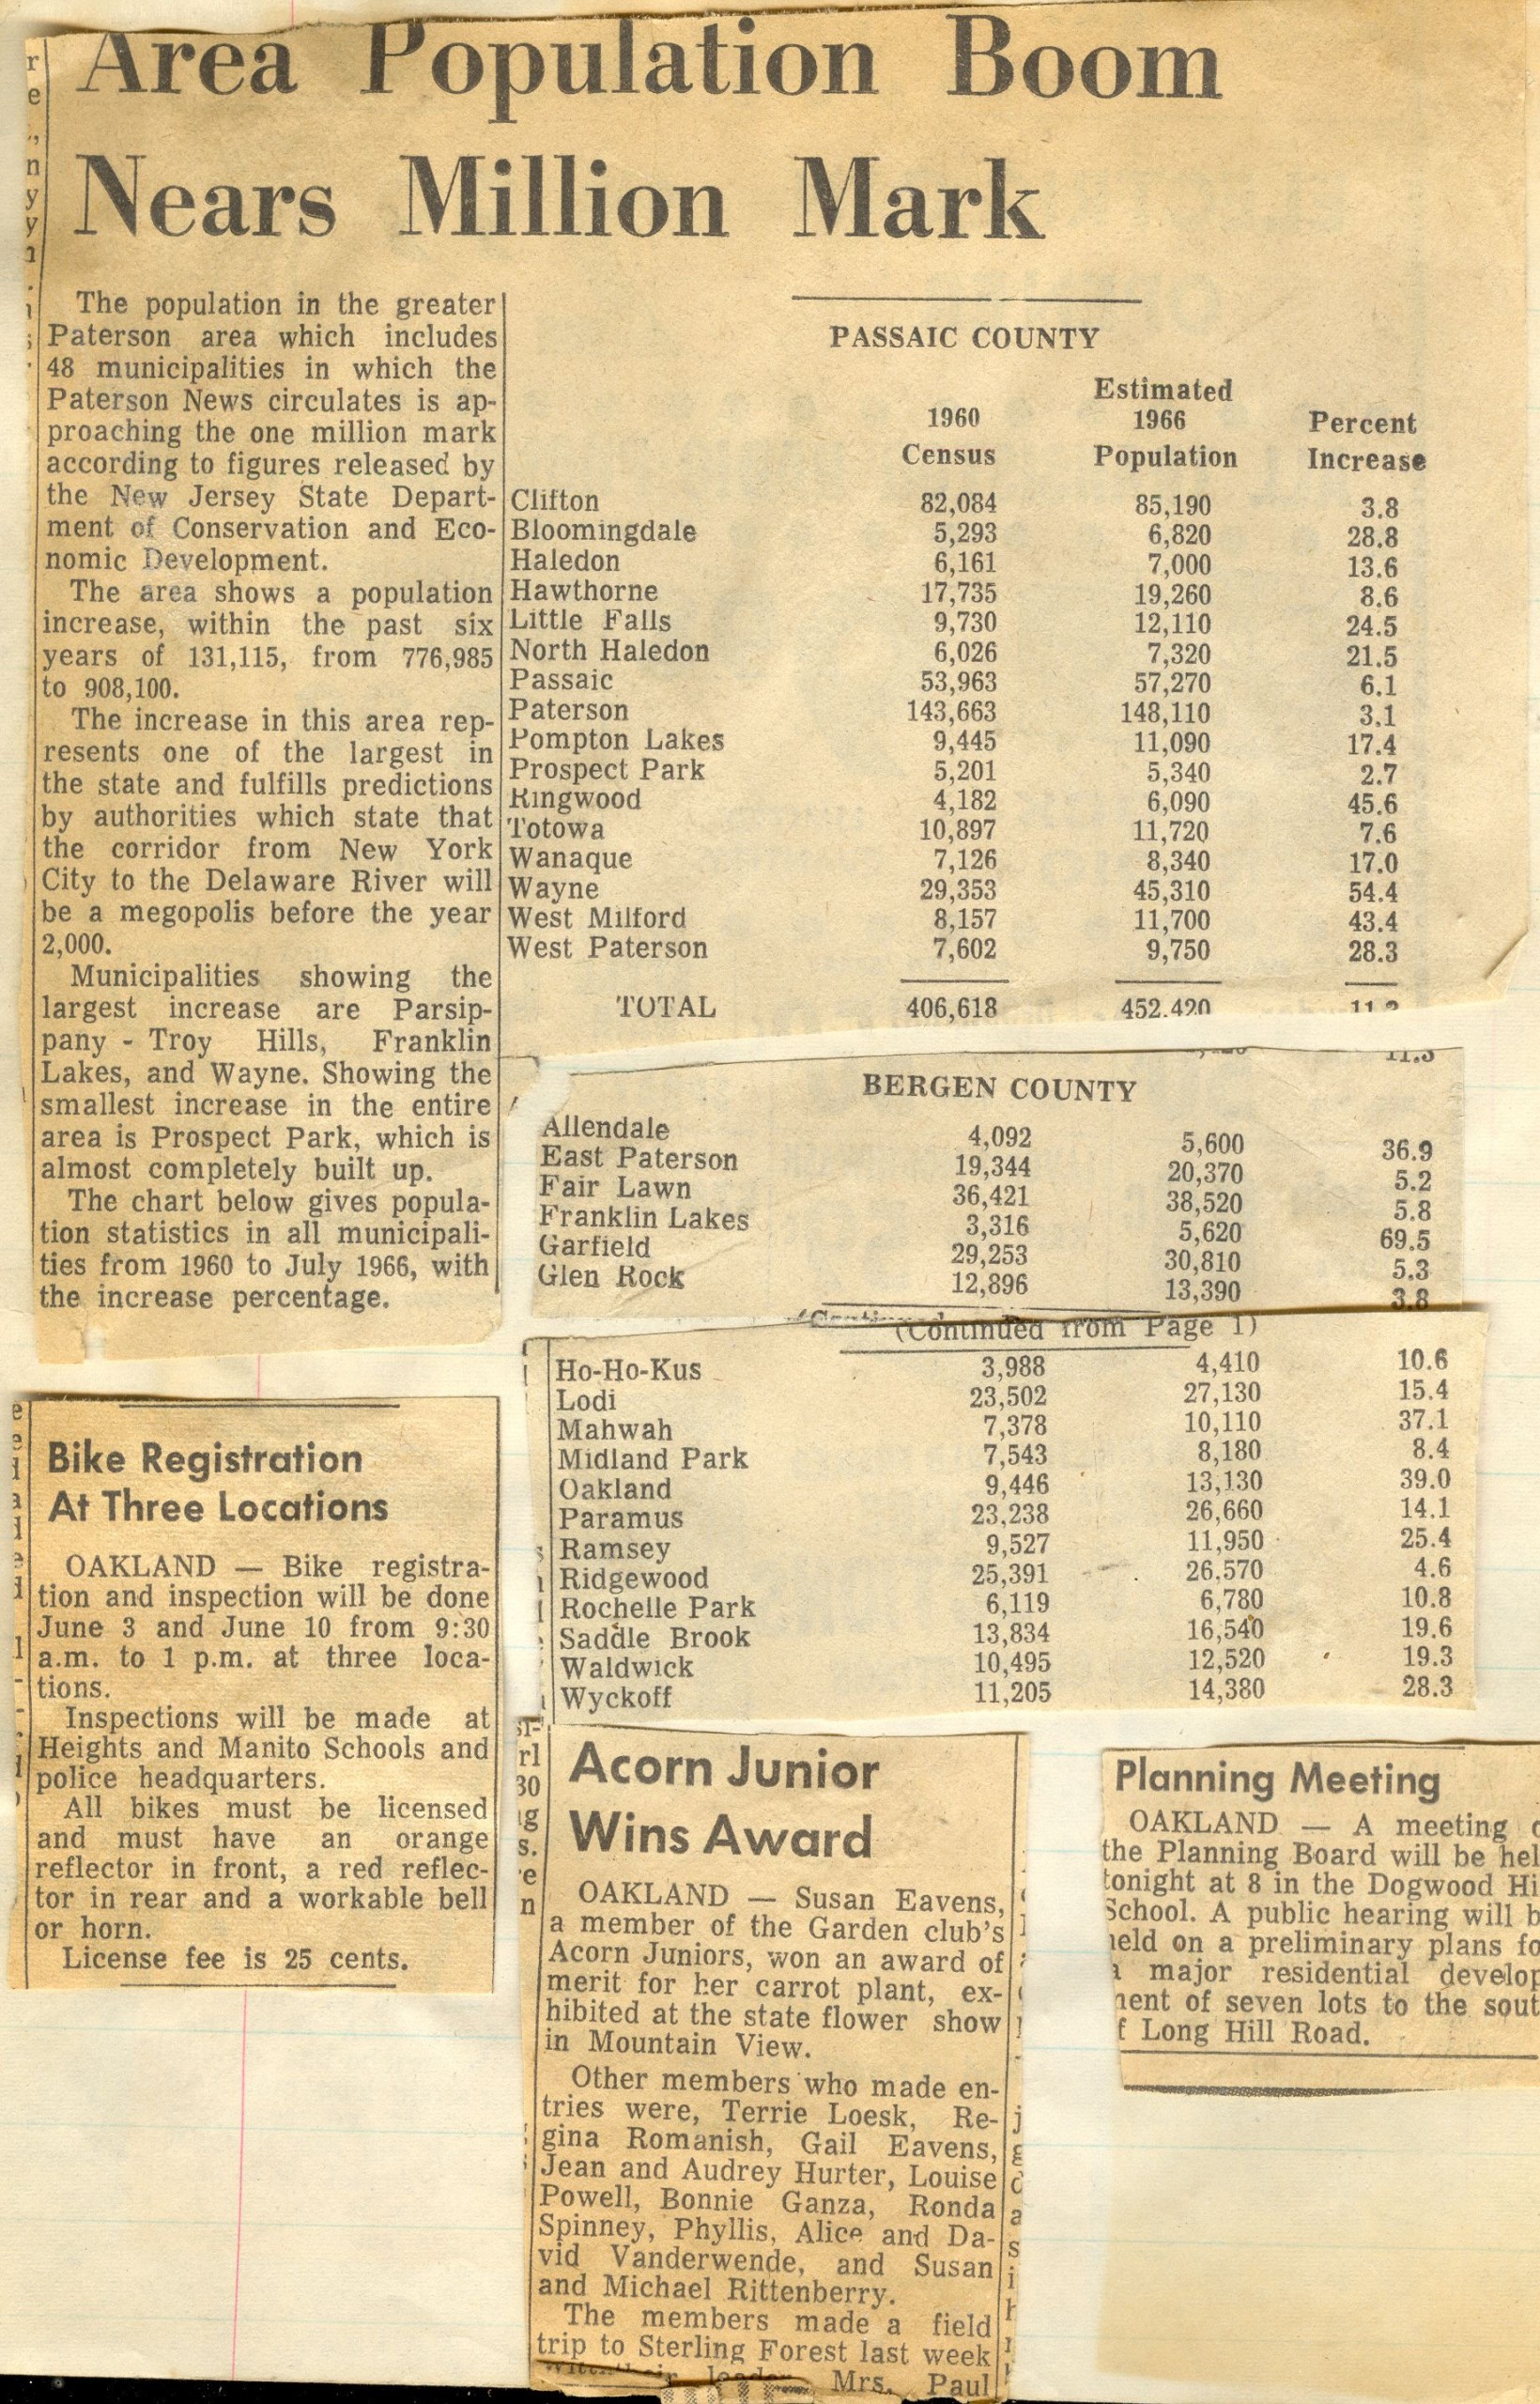 Area Population Boom
Nears Million Mark
The population in the greater
Paterson area which includes
48 municipalities in which the
Paterson News circulates is ap-
proaching the one million mark
according to figures released by
the New Jersey State Depart-
ment of Conservation and Eco-
nomic Development.
The area shows a population
increase, within the past six
years of 131,115, from 776,985
to 908,100.
The increase in this area rep-
resents one of the largest in
the state and fulfills predictions
by authorities which state that
the corridor from New York
City to the Delaware River will
be a megopolis before the year
2,000.
Municipalities showing the
largest increase are Parsip-
pany - Troy Hills, Franklin
Lakes, and Wayne. Showing the
smallest increase in the entire
area is Prospect Park, which is
almost completely built up.
The chart below gives popula-
tion statistics in all municipali-
ties from 1960 to July 1966, with
the increase percentage.
PASSAIC COUNTY
Estimated
1960 1966 Percent
Census Population Increase
Clifton 82,084 85,190 3.8
Bloomingdale 5,293 6,820 28.8
Haledon 6,161 7,000 13.6
Hawthorne 17,735 19,260 8.6
Little Falls 9,730 12,110 24.5
North Haledon 6,026 7,320 21.5
Passaic 53,963 57,270 6.1
Paterson 143,663 148,110 3.1
Pompton Lakes 9,445 11,090 17.4
Prospect Park 5,201 5,340 2.7
Ringwood 4,182 6,090 45.6
Totowa 10,897 11,720 7.6
Wanaque 7,126 8,340 17.0
Wayne 29,353 45,310 54.4
West Milford 8,157 11,700 43.4
West Paterson 7,602 9,750 28.3
TOTAL 406,618 452,420
11.3
BERGEN COUNTY
Allendale 4,092 5,600 36.9
East Paterson 19,344 20,370 5.2
Fair Lawn 36,421 38,520 5.8
Franklin Lakes 3,316 5,620 69.5
Garfield 29,253 30,810 5.3
Glen Rock 12,896 13,390 3.8
(Continued from Page 1)
Ho-Ho-Kus 3,988 4,410 10.6
Lodi 23,502 27,130 15.4
Mahwah 7,378 10,110 37.1
Midland Park 7,543 8,180 8.4
Oakland 9,446 13,130 39.0
Paramus 23,238 26,660 14.1
Ramsey 9,527 11,950 25.4
Ridgewood 25,391 26,570 4.6
Rochelle Park 6,119 6,780 10.8
Saddle Brook 13,834 16,540 19.6
Waldwick 10,495 12,520 19.3
Wyckoff 11,205 14,380 28.3
Bike Registration
At Three Locations
OAKLAND — Bike registra-
tion and inspection will be done
June 3 and June 10 from 9:30
a.m. to 1 p.m. at three loca-
tions.
Inspections will be made at
Heights and Manito Schools and
police headquarters.
All bikes must be licensed
and must have an orange
reflector in front, a red reflec-
tor in rear and a workable bell
or horn.
License fee is 25 cents.
Acorn Junior
Wins Award
OAKLAND — Susan Eavens,
a member of the Garden club's
Acorn Juniors, won an award of
merit for her carrot plant, ex-
hibited at the state flower show
in Mountain View.
Other members who made en-
tries were, Terrie Loesk, Re-
gina Romanish, Gail Eavens,
Jean and Audrey Hurter, Louise
Powell, Bonnie Ganza, Ronda
Spinney, Phyllis, Alice and Da-
vid Vanderwende, and Susan
and Michael Rittenberry.
The members made a field
trip to Sterling Forest last week
Mrs. Paul
Planning Meeting
OAKLAND — A meeting
the Planning Board will be hel
tonight at 8 in the Dogwood Hi
School. A public hearing will b
held on a preliminary plans fo
a major residential develop
ment of seven lots to the sout
f Long Hill Road.